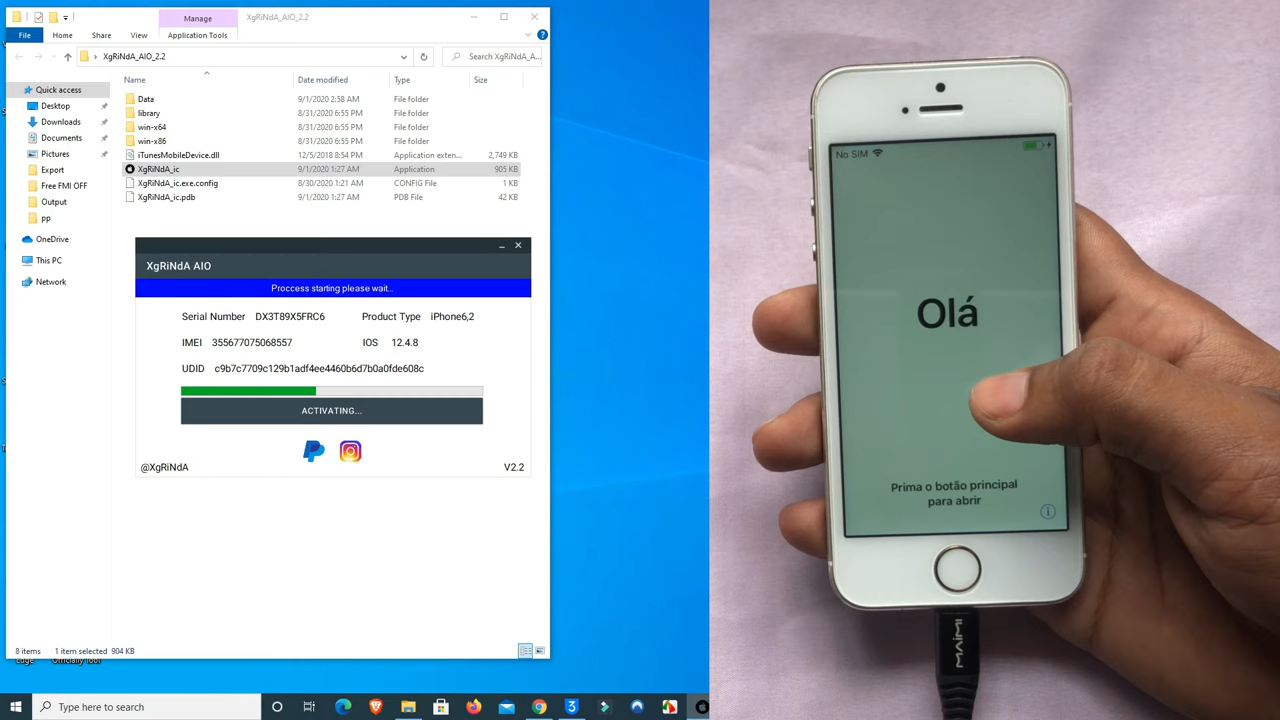 Manage
XgRiNdA_AIO_2.2
File
Home
Share
View
Application Tools
XgRiNdA_AIO_2.2
Search XgRiNdA_A...
Name
Date modified
Type
Size
Quick access
Desktop
Downloads
Documents
Pictures
Export
Free FMI OFF
Output
pp
OneDrive
This PC
Network
Data 9/1/2020 2:58 AM File folder
library 8/31/2020 6:55 PM File folder
win-x64 8/31/2020 6:55 PM File folder
win-x86 8/31/2020 6:55 PM File folder
iTunesMobileDevice.dll 12/5/2018 8:54 PM Application exten... 2,749 KB
XgRiNdA_ic 9/1/2020 1:27 AM Application 905 KB
XgRiNdA_ic.exe.config 8/30/2020 1:21 AM CONFIG File 1 KB
XgRiNdA_ic.pdb 9/1/2020 1:27 AM PDB File 42 KB
XgRiNdA AIO
Proccess starting please wait...
Serial Number DX3T89X5FRC6 Product Type iPhone6,2
IMEI 355677075068557 IOS 12.4.8
UDID c9b7c7709c129b1adf4ee4460b6d7b0a0fde608c
ACTIVATING...
@XgRiNdA V2.2
8 items 1 item selected 904 KB
Edge
Officially Tool
Type here to search
No SIM
Olá
Prima o botão principal
para abrir
MAIMI